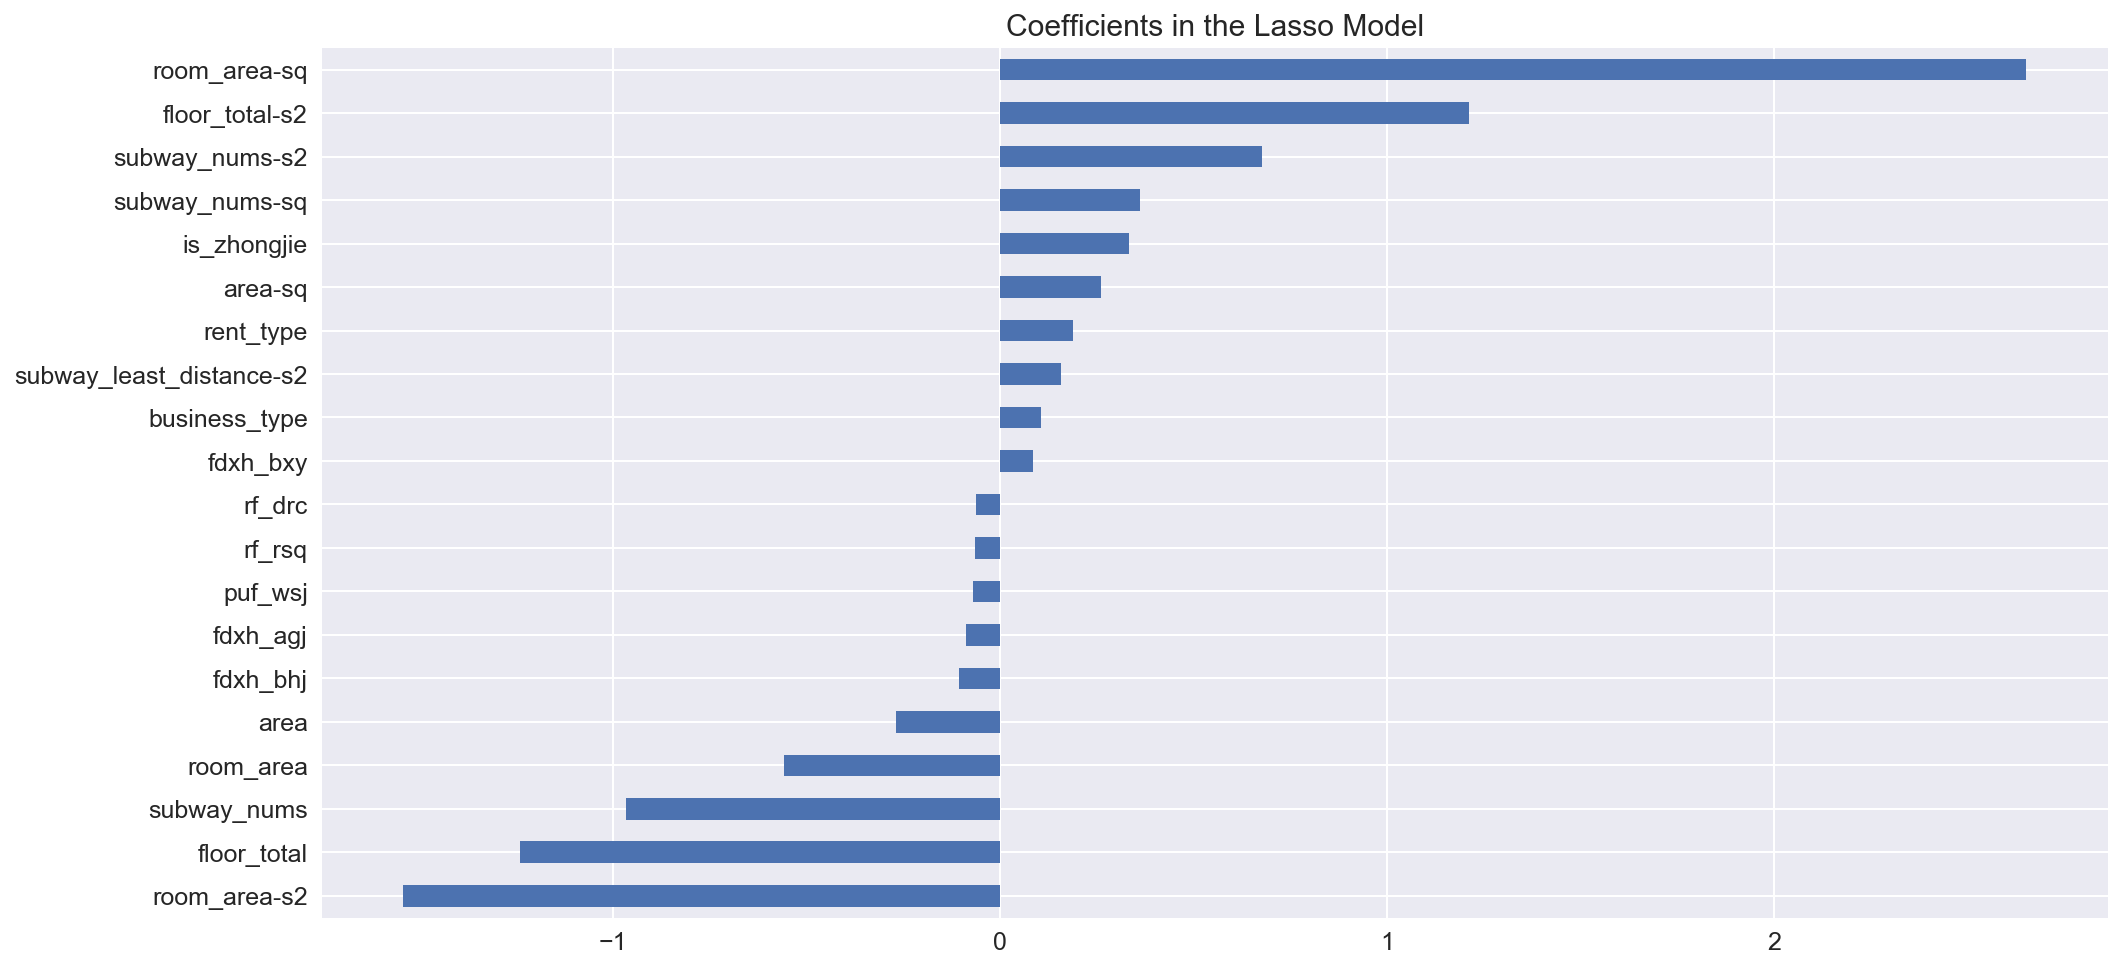 Coefficients in the Lasso Model
room_area-sq
floor_total-s2
subway_nums-s2
subway_nums-sq
is_zhongjie
area-sq
rent_type
subway_least_distance-s2
business_type
fdxh_bxy
rf_drc
rf_rsq
puf_wsj
fdxh_agj
fdxh_bhj
area
room_area
subway_nums
floor_total
room_area-s2
−1 0 1 2